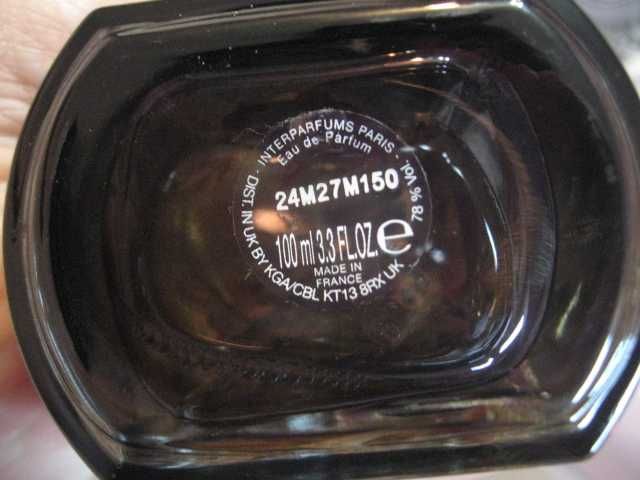 INTERPARFUMS PARIS -
Eau de Parfum
78 % Vol.
24M27M150
100 ml 3.3 FL.OZ. e
MADE IN
FRANCE
- DIST. IN UK BY KGA/CBL KT13 8RX UK